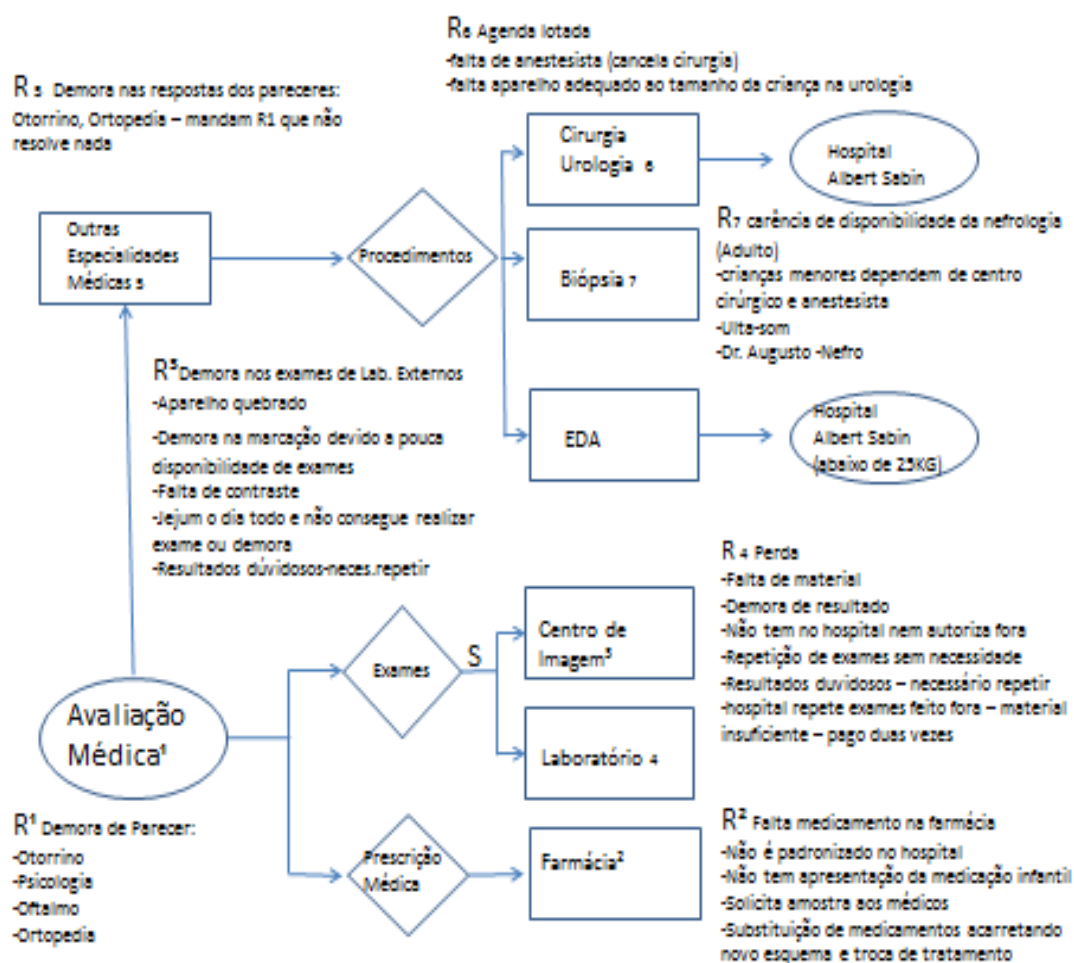 R₆ Agenda lotada
-falta de anestesista (cancela cirurgia)
-falta aparelho adequado ao tamanho da criança na urologia
R ₅ Demora nas respostas dos pareceres:
Otorrino, Ortopedia – mandam R1 que não
resolve nada
Cirurgia
Urologia 6
Hospital
Albert Sabin
Outras
Especialidades
Médicas 5
Procedimentos
R₇ carência de disponibilidade da nefrologia
(Adulto)
-crianças menores dependem de centro
cirúrgico e anestesista
-Ulta-som
-Dr. Augusto -Nefro
Biópsia 7
R³Demora nos exames de Lab. Externos
-Aparelho quebrado
-Demora na marcação devido a pouca
disponibilidade de exames
-Falta de contraste
-Jejum o dia todo e não consegue realizar
exame ou demora
-Resultados dúvidosos-neces.repetir
EDA
Hospital
Albert Sabin
(abaixo de 25KG)
R ₄ Perda
-Falta de material
-Demora de resultado
-Não tem no hospital nem autoriza fora
-Repetição de exames sem necessidade
-Resultados duvidosos – necessário repetir
-hospital repete exames feito fora – material
insuficiente – pago duas vezes
Exames
S
Centro de
Imagem³
Laboratório 4
Avaliação
Médica¹
R¹ Demora de Parecer:
-Otorrino
-Psicologia
-Oftalmo
-Ortopedia
Prescrição
Médica
Farmácia²
R² Falta medicamento na farmácia
-Não é padronizado no hospital
-Não tem apresentação da medicação infantil
-Solicita amostra aos médicos
-Substituição de medicamentos acarretando
novo esquema e troca de tratamento